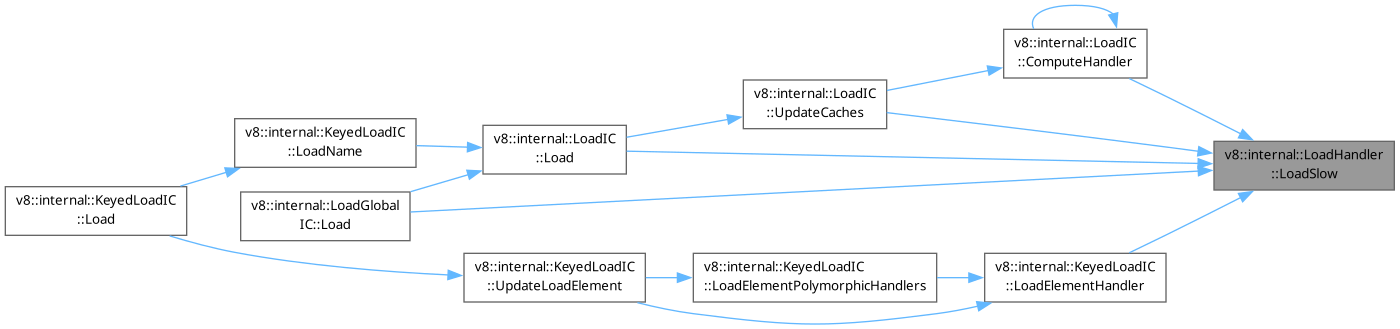 v8::internal::LoadIC
::ComputeHandler
v8::internal::LoadIC
::UpdateCaches
v8::internal::KeyedLoadIC
::LoadName
v8::internal::LoadIC
::Load
v8::internal::LoadHandler
::LoadSlow
v8::internal::KeyedLoadIC
::Load
v8::internal::LoadGlobal
IC::Load
v8::internal::KeyedLoadIC
::UpdateLoadElement
v8::internal::KeyedLoadIC
::LoadElementPolymorphicHandlers
v8::internal::KeyedLoadIC
::LoadElementHandler